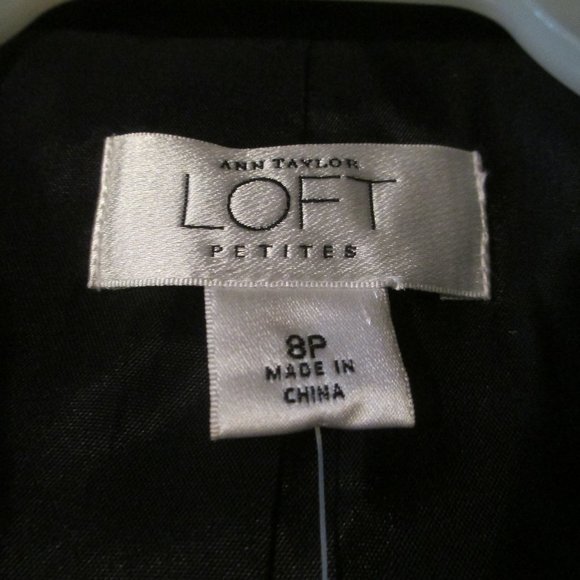 ANN TAYLOR
LOFT
PETITES
8P
MADE IN
CHINA